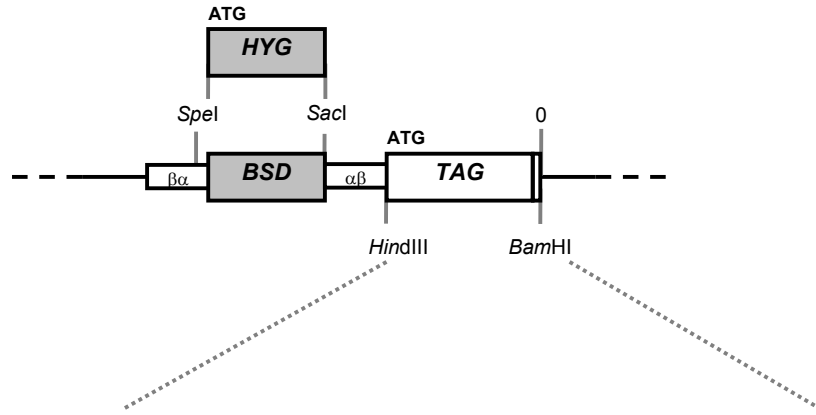 ATG
HYG
SpeI SacI 0
ATG
βα BSD αβ TAG
HindIII BamHI